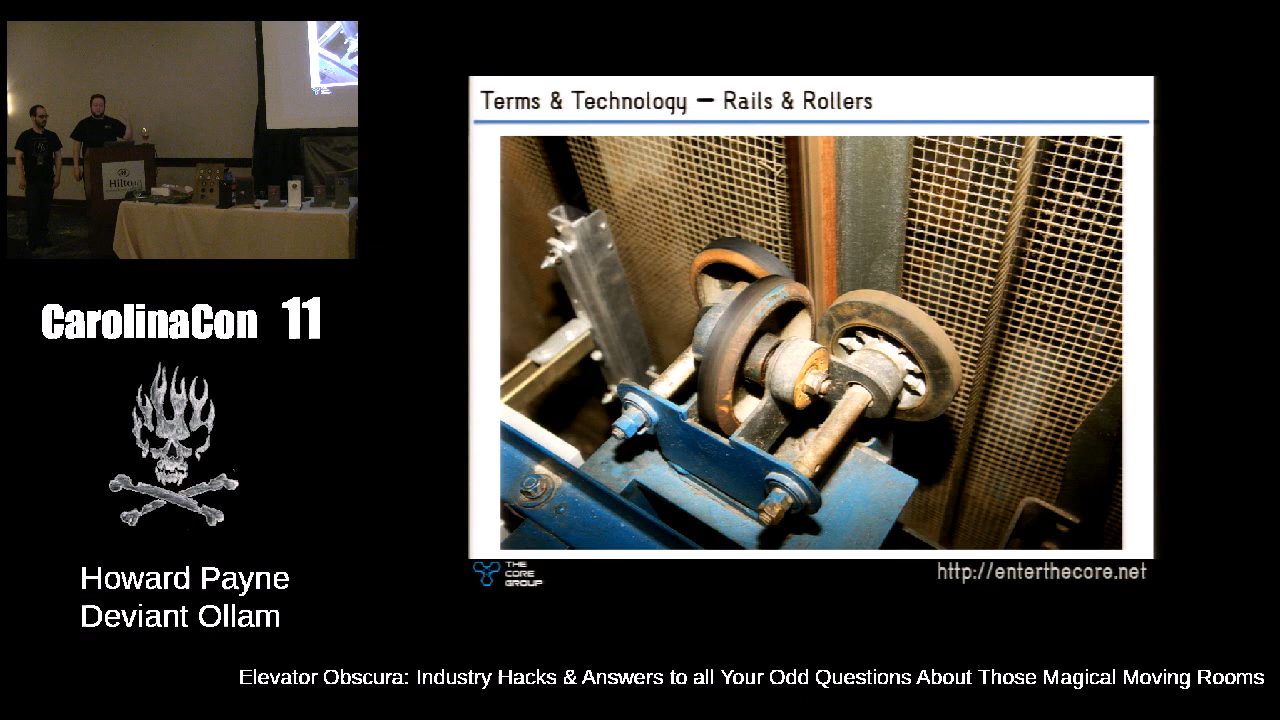 Terms & Technology — Rails & Rollers
Hilton
CarolinaCon 11
THE
CORE
GROUP
http://enterthecore.net
Howard Payne
Deviant Ollam
Elevator Obscura: Industry Hacks & Answers to all Your Odd Questions About Those Magical Moving Rooms